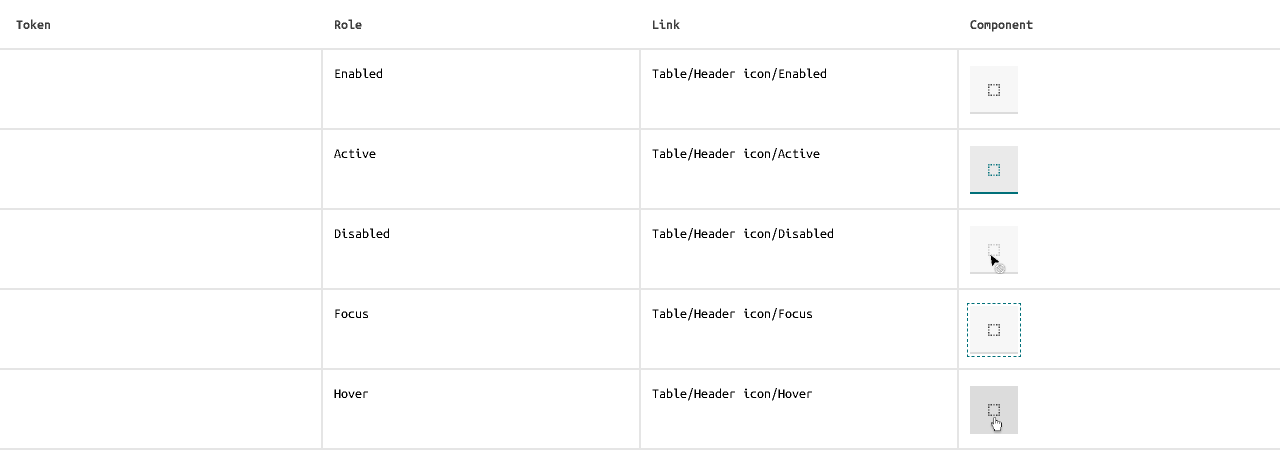 Token Role Link Component
Enabled Table/Header icon/Enabled
Active Table/Header icon/Active
Disabled Table/Header icon/Disabled
Focus Table/Header icon/Focus
Hover Table/Header icon/Hover